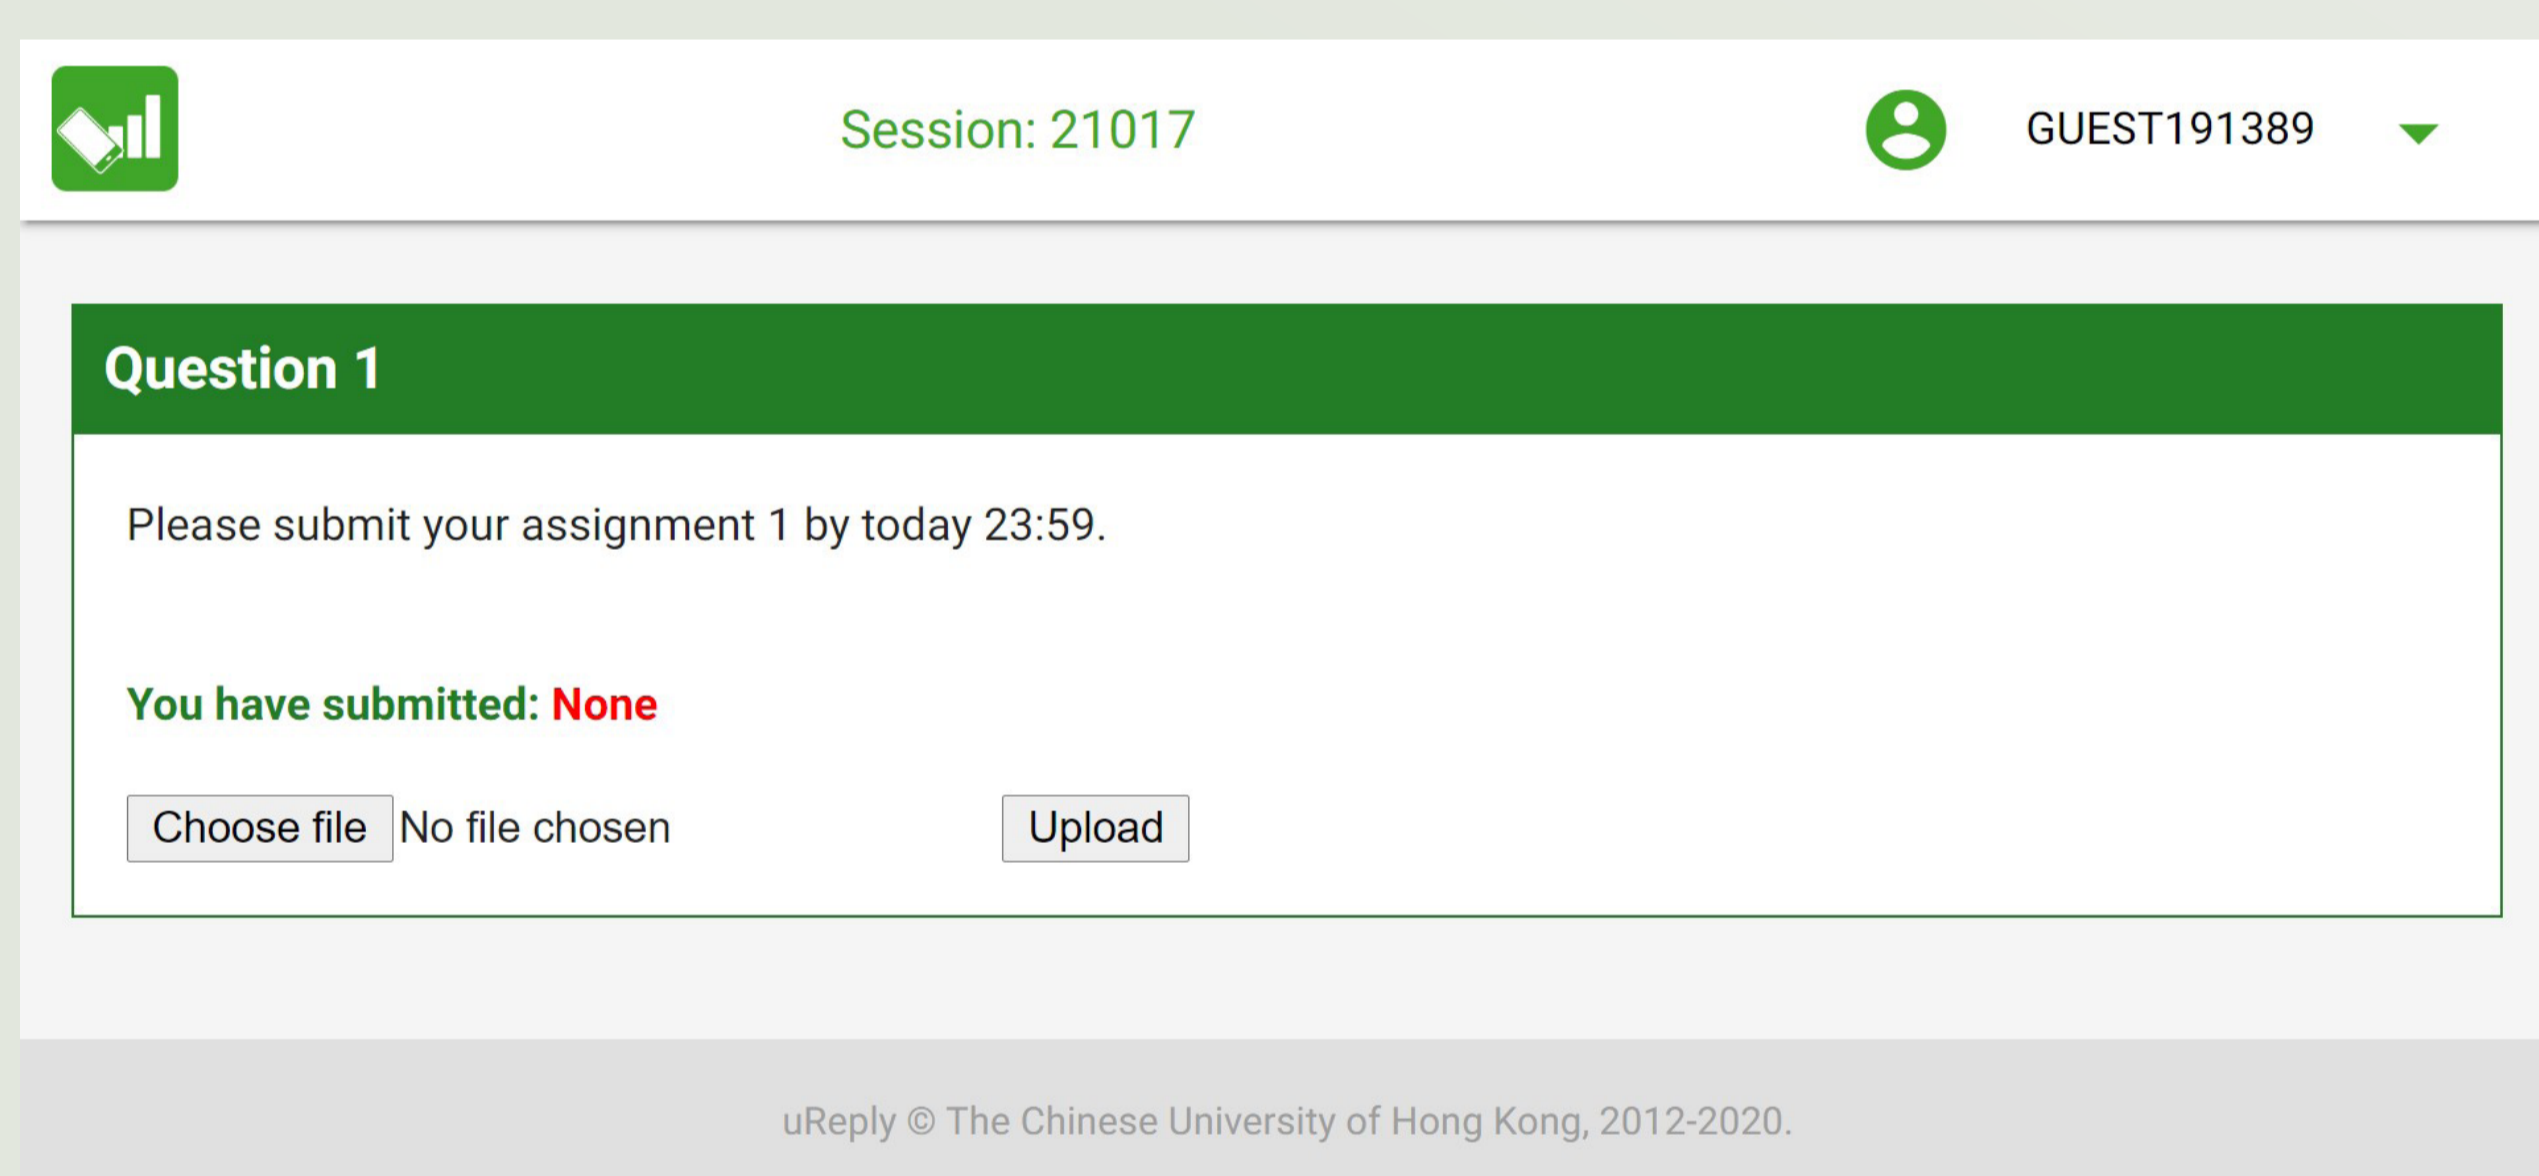 Session: 21017
GUEST191389
Question 1
Please submit your assignment 1 by today 23:59.
You have submitted: None
Choose file No file chosen
Upload
uReply © The Chinese University of Hong Kong, 2012-2020.